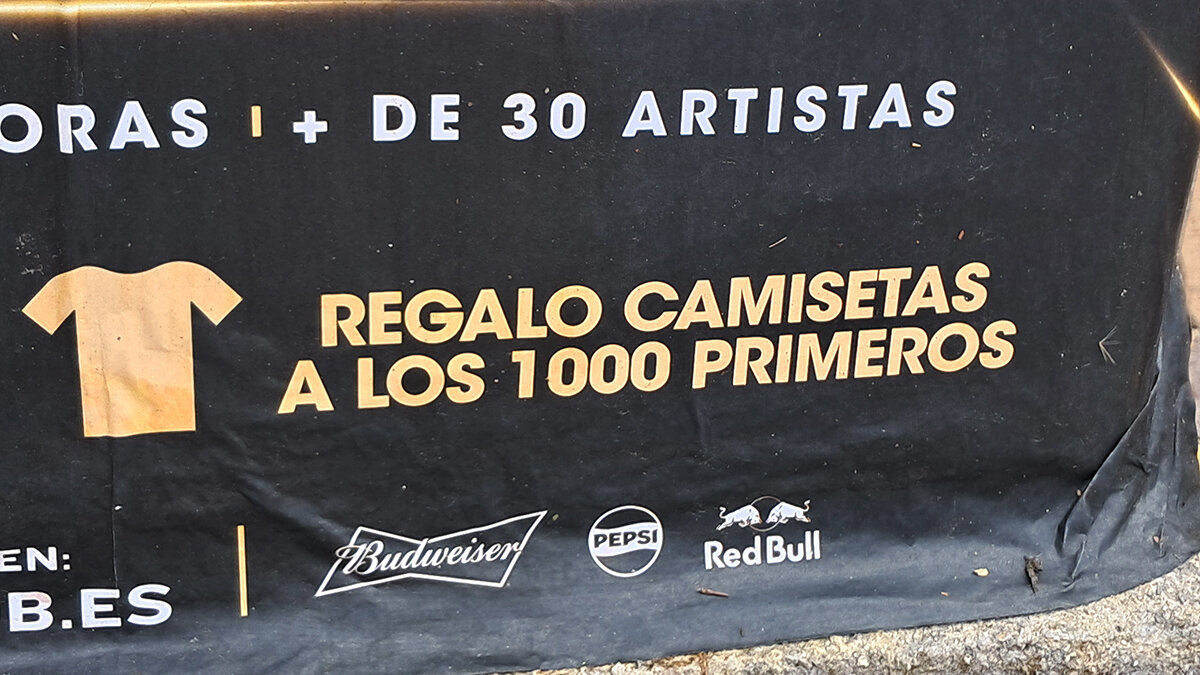 ORAS | + DE 30 ARTISTAS
REGALO CAMISETAS
A LOS 1000 PRIMEROS
EN:
B.ES
Budweiser PEPSI Red Bull